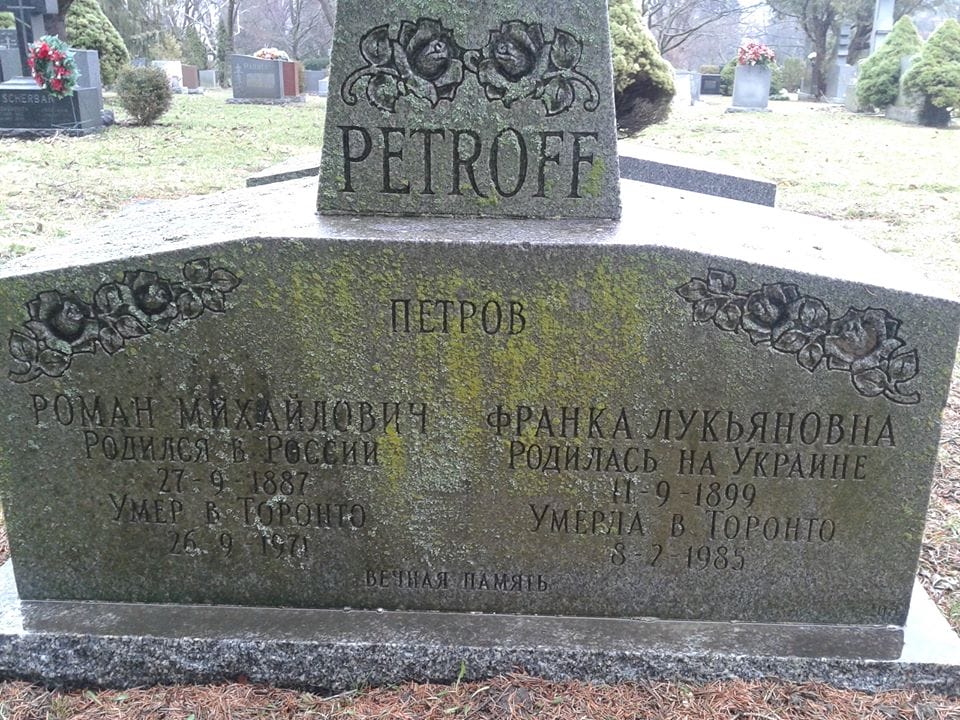 SCHERBAN
PETROFF
ПЕТРОВ
РОМАН МИХАЙЛОВИЧ
РОДИЛСЯ В РОССИИ
27-9-1887
УМЕР В ТОРОНТО
26-9-1971
ФРАНКА ЛУКЬЯНОВНА
РОДИЛАСЬ НА УКРАИНЕ
11-9-1899
УМЕРЛА В ТОРОНТО
8-2-1985
ВЕЧНАЯ ПАМЯТЬ